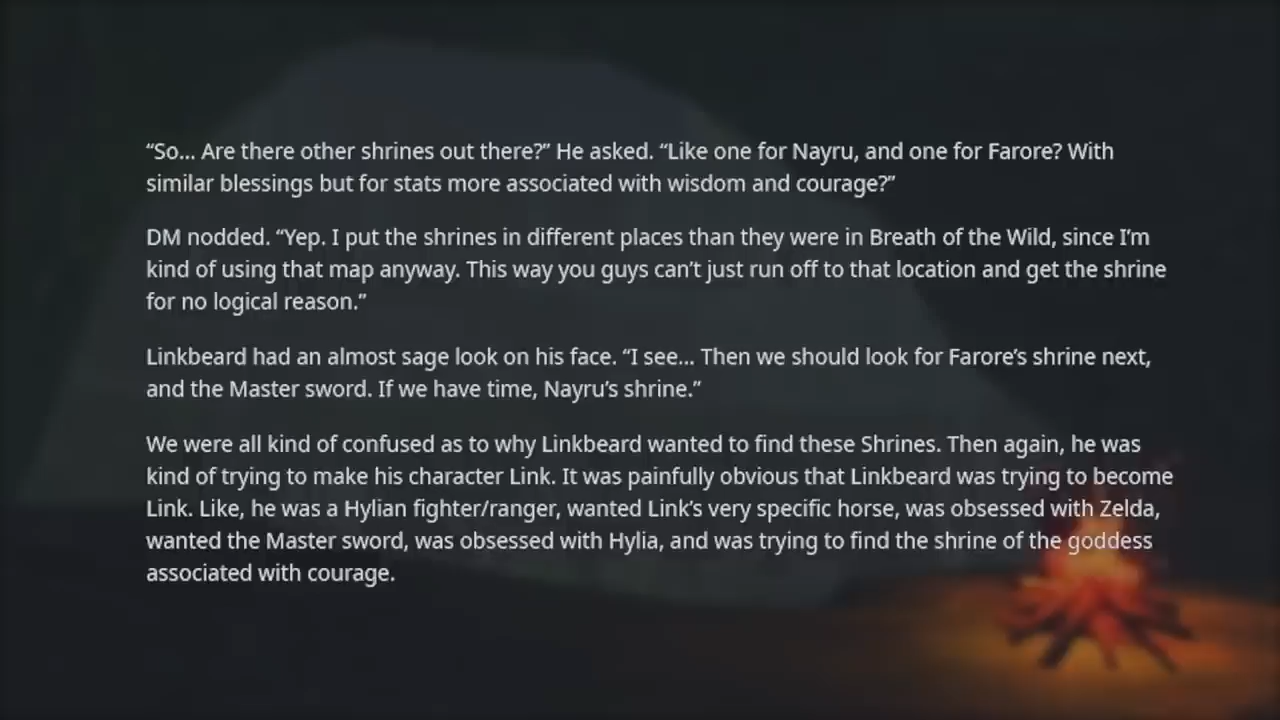 “So... Are there other shrines out there?” He asked. “Like one for Nayru, and one for Farore? With
similar blessings but for stats more associated with wisdom and courage?”
DM nodded. “Yep. I put the shrines in different places than they were in Breath of the Wild, since I’m
kind of using that map anyway. This way you guys can’t just run off to that location and get the shrine
for no logical reason.”
Linkbeard had an almost sage look on his face. “I see... Then we should look for Farore’s shrine next,
and the Master sword. If we have time, Nayru’s shrine.”
We were all kind of confused as to why Linkbeard wanted to find these Shrines. Then again, he was
kind of trying to make his character Link. It was painfully obvious that Linkbeard was trying to become
Link. Like, he was a Hylian fighter/ranger, wanted Link’s very specific horse, was obsessed with Zelda,
wanted the Master sword, was obsessed with Hylia, and was trying to find the shrine of the goddess
associated with courage.